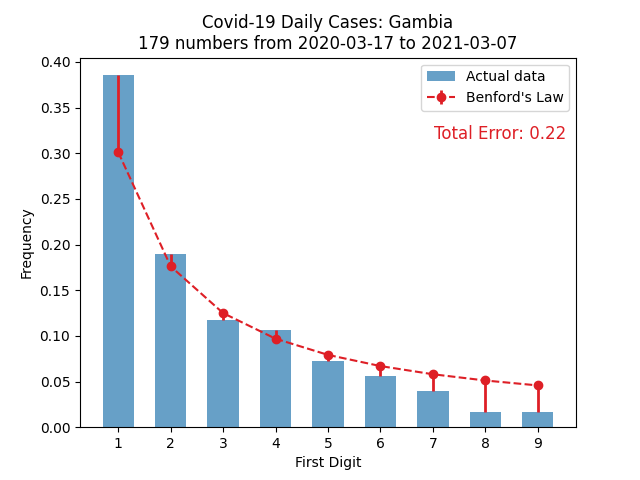 Covid-19 Daily Cases: Gambia
179 numbers from 2020-03-17 to 2021-03-07
Actual data
Benford's Law
Total Error: 0.22
Frequency
0.40
0.35
0.30
0.25
0.20
0.15
0.10
0.05
0.00
1 2 3 4 5 6 7 8 9
First Digit